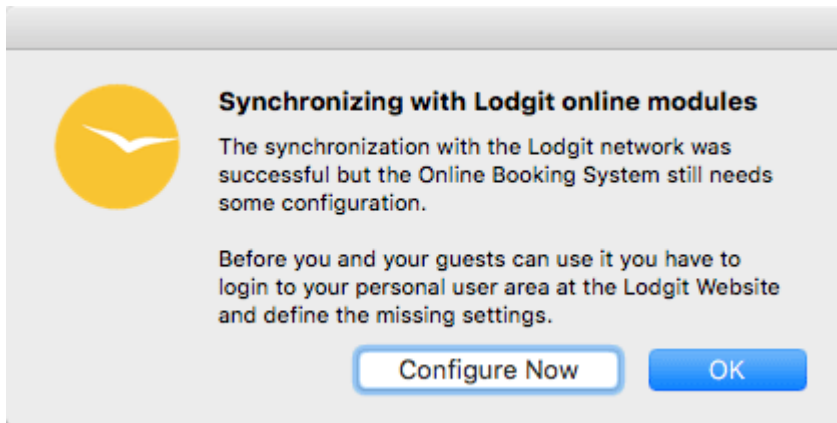 Synchronizing with Lodgit online modules
The synchronization with the Lodgit network was
successful but the Online Booking System still needs
some configuration.
Before you and your guests can use it you have to
login to your personal user area at the Lodgit Website
and define the missing settings.
Configure Now OK